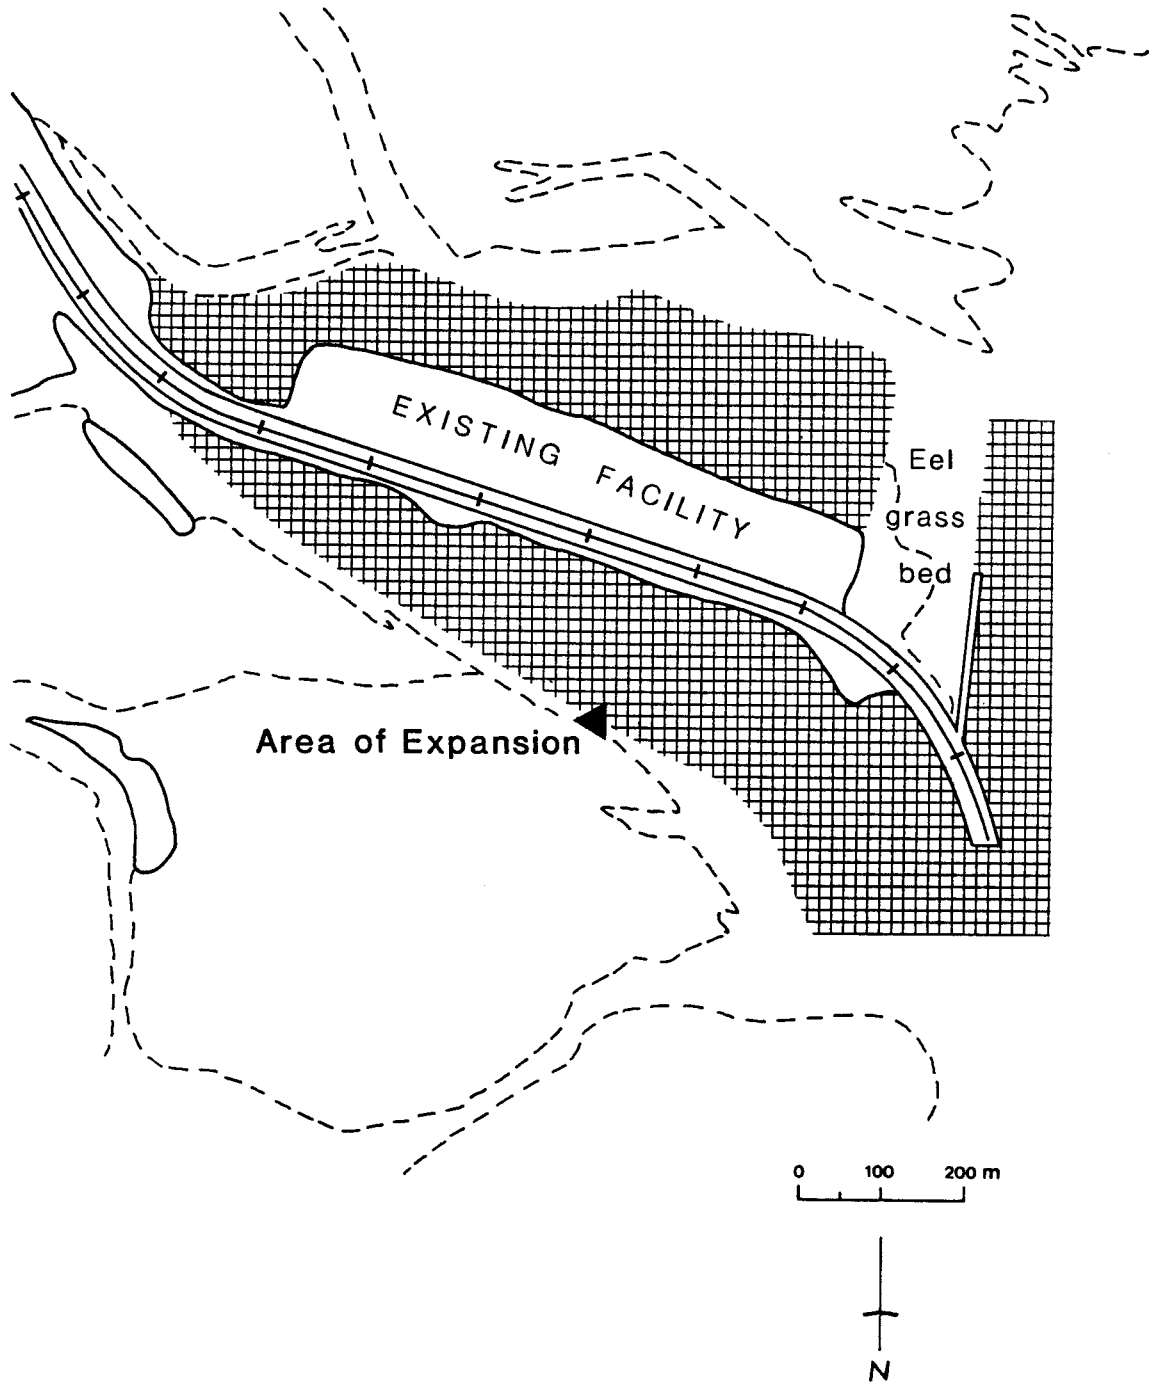 EXISTING FACILITY
Eel
grass
bed
Area of Expansion
0 100 200 m
N